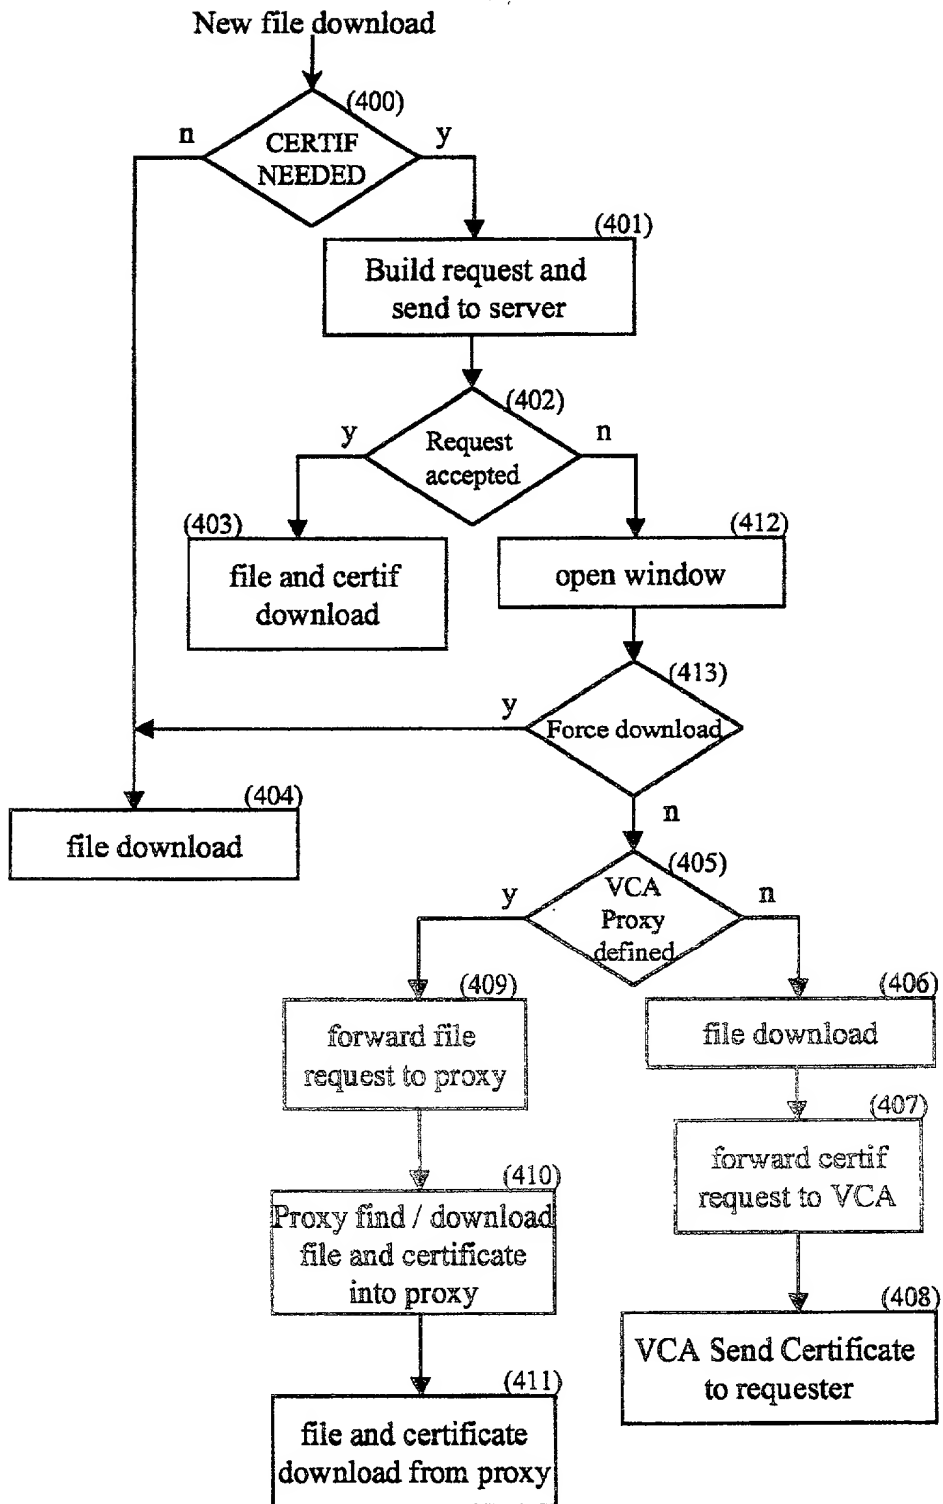 New file download
(400)
n
y
CERTIF
NEEDED
(401)
Build request and
send to server
(402)
y
n
Request
accepted
(403)
(412)
file and certif
download
open window
(413)
y
Force download
(404)
n
file download
(405)
y
n
VCA
Proxy
defined
(409)
(406)
forward file
request to proxy
file download
(407)
forward certif
request to VCA
(410)
Proxy find / download
file and certificate
into proxy
(408)
VCA Send Certificate
to requester
(411)
file and certificate
download from proxy